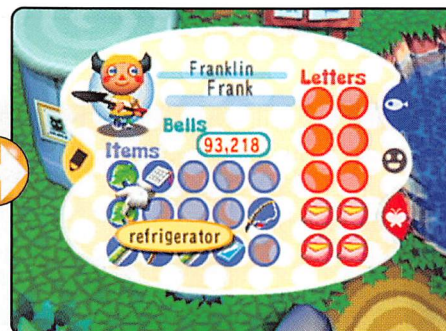 Franklin
Frank
Letters
Bells
93,218
Items
refrigerator